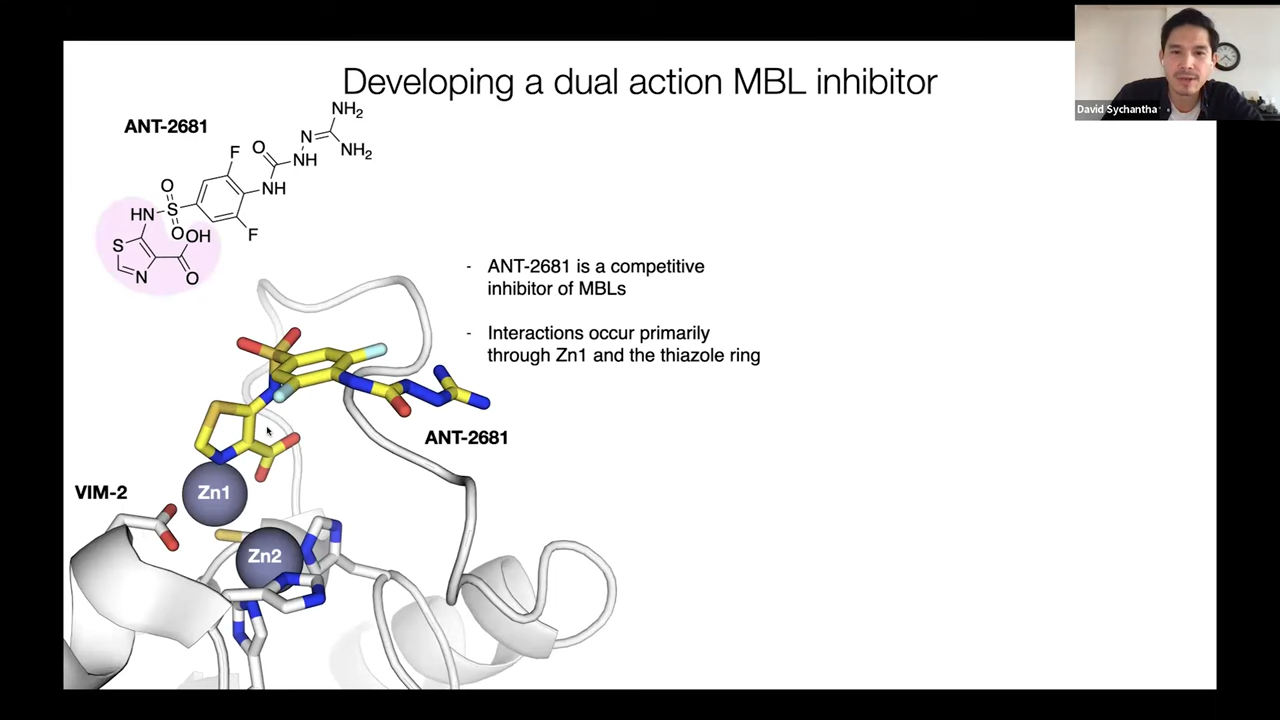 Developing a dual action MBL inhibitor
David Sychantha
ANT-2681
NH2
N
NH2
O
NH
F
NH
O
HN
S
O
F
S
OH
N
O
- ANT-2681 is a competitive
inhibitor of MBLs
- Interactions occur primarily
through Zn1 and the thiazole ring
ANT-2681
VIM-2
Zn1
Zn2